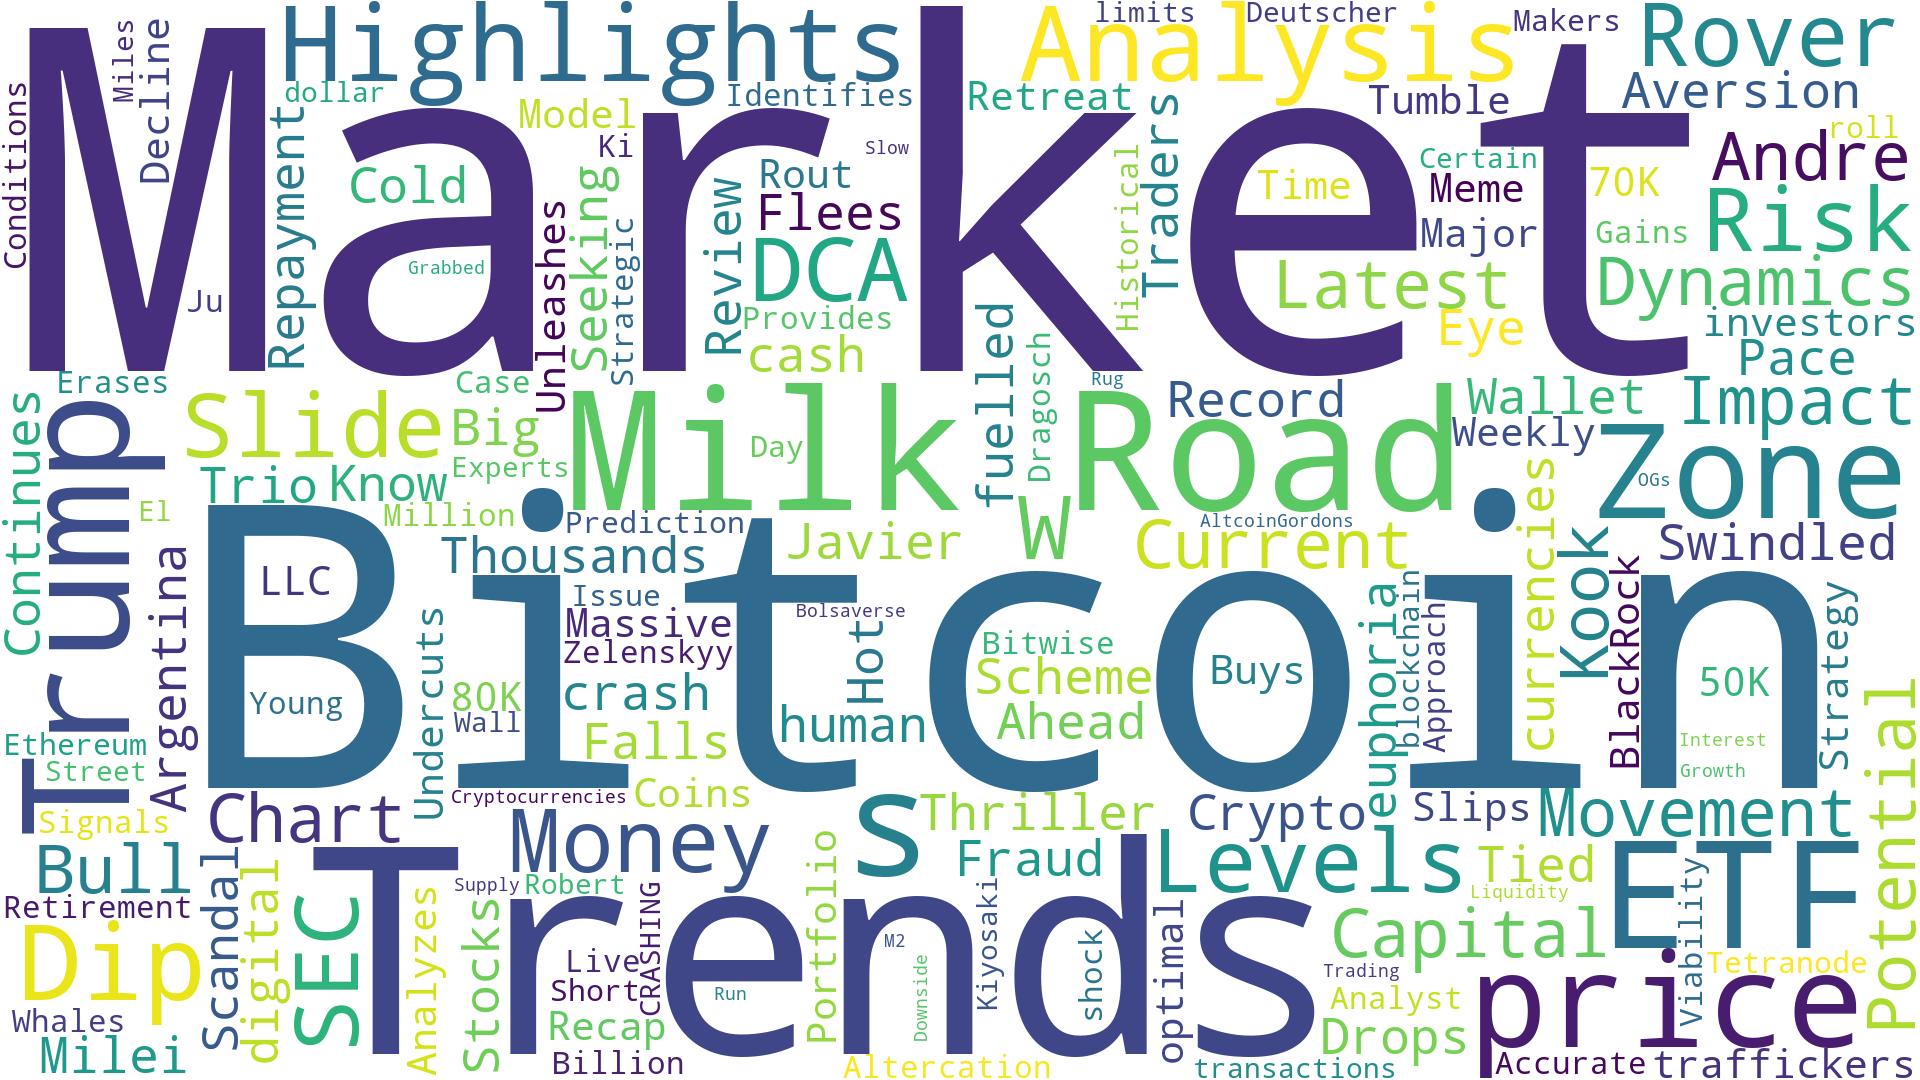 Market
Bitcoin
Trends
Milk Road
Highlights
Analysis
limits
Deutscher
Makers
Rover
Miles
Decline
Conditions
dollar
Model
Identifies
Retreat
Tumble
Aversion
roll
Andre
Ki
Slow
Repayment
Cold
Rout
Flees
Seeking
Unleashes
Strategic
Review
DCA
Historical
Traders
Time
Certain
Meme
70K
Major
Gains
Risk
Grabbed
Ju
Provides
cash
Latest
Eye
Dynamics
investors
Pace
Erases
Case
fuelled
Dragosch
Rug
Record
Wallet
Weekly
Impact
Continues
Trump
Slide
Big
Experts
Day
Zone
OGs
Trio
Know
El
Million
Prediction
Javier
W
AltcoinGordons
Current
currencies
Kook
Swindled
Thousands
Argentina
LLC
Issue
Massive
Bolsaverse
Zelenskyy
Undercuts
Hot
Bitwise
Scheme
Buys
euphoria
blockchain
Approach
BlackRock
50K
Strategy
Young
80K
crash
Wall
human
Ahead
Ethereum
Street
Falls
Interest
Growth
Potential
Signals
Cryptocurrencies
Coins
Chart
Money
s
Thriller
Crypto
Slips
Movement
Bull
Scandal
digital
SEC
Supply
Robert
Portfolio
Fraud
Levels
Tied
Liquidity
ETF
Viability
Retirement
Analyzes
Stocks
CRASHING
Kiyosaki
M2
shock
optimal
Capital
Dip
Live
Short
Run
Downside
Trading
Analyst
Tetranode
price
Whales
Milei
Recap
Billion
Drops
Altercation
transactions
Accurate
traffickers